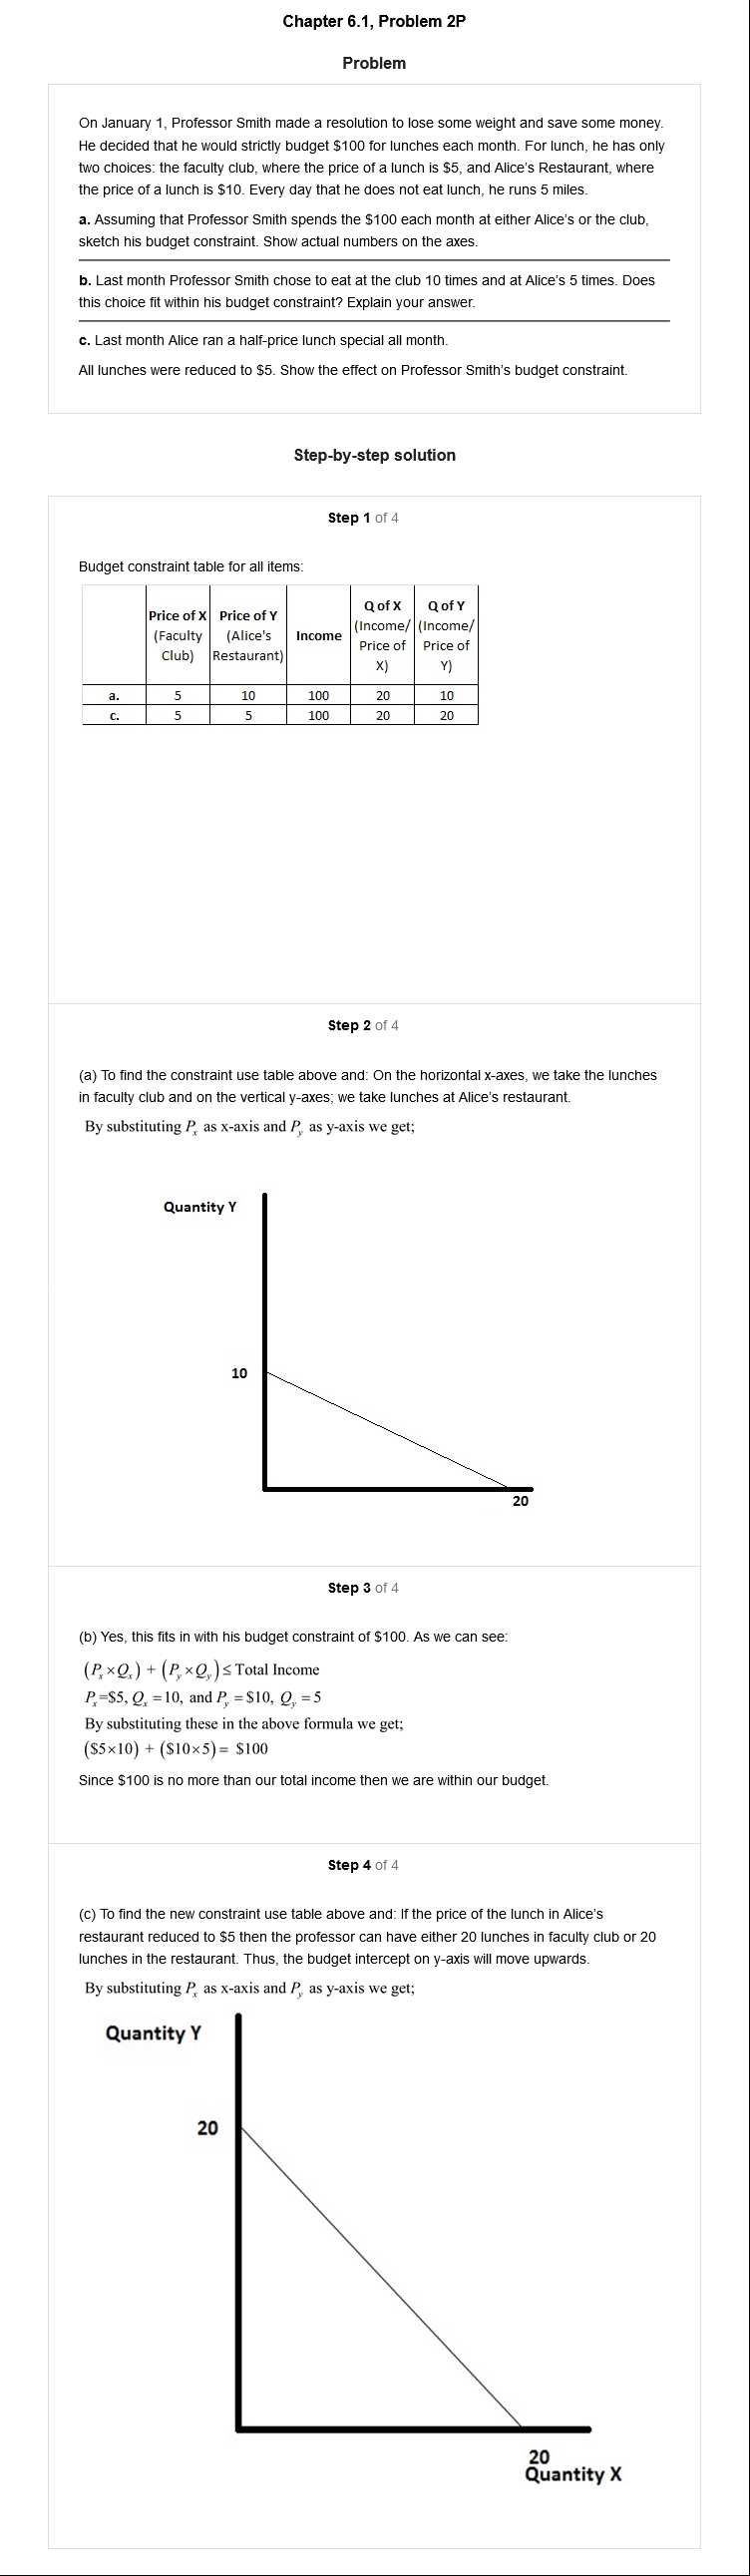 Chapter 6.1, Problem 2P
Problem
On January 1, Professor Smith made a resolution to lose some weight and save some money.
He decided that he would strictly budget $100 for lunches each month. For lunch, he has only
two choices: the faculty club, where the price of a lunch is $5, and Alice's Restaurant, where
the price of a lunch is $10. Every day that he does not eat lunch, he runs 5 miles.
a. Assuming that Professor Smith spends the $100 each month at either Alice's or the club,
sketch his budget constraint. Show actual numbers on the axes.
b. Last month Professor Smith chose to eat at the club 10 times and at Alice's 5 times. Does
this choice fit within his budget constraint? Explain your answer.
c. Last month Alice ran a half-price lunch special all month.
All lunches were reduced to $5. Show the effect on Professor Smith's budget constraint.
Step-by-step solution
Step 1 of 4
Budget constraint table for all items:
Price of X (Faculty Club) Price of Y (Alice's Restaurant) Income Q of X (Income/ Price of X) Q of Y (Income/ Price of Y)
a. 5 10 100 20 10
c. 5 5 100 20 20
Step 2 of 4
(a) To find the constraint use table above and: On the horizontal x-axes, we take the lunches
in faculty club and on the vertical y-axes; we take lunches at Alice's restaurant.
By substituting Px as x-axis and Py as y-axis we get;
Quantity Y
10
20
Step 3 of 4
(b) Yes, this fits in with his budget constraint of $100. As we can see:
(Px×Qx) + (Py×Qy) ≤ Total Income
Px=$5, Qx = 10, and Py = $10, Qy = 5
By substituting these in the above formula we get;
($5×10) + ($10×5) = $100
Since $100 is no more than our total income then we are within our budget.
Step 4 of 4
(c) To find the new constraint use table above and: If the price of the lunch in Alice's
restaurant reduced to $5 then the professor can have either 20 lunches in faculty club or 20
lunches in the restaurant. Thus, the budget intercept on y-axis will move upwards.
By substituting Px as x-axis and Py as y-axis we get;
Quantity Y
20
20
Quantity X